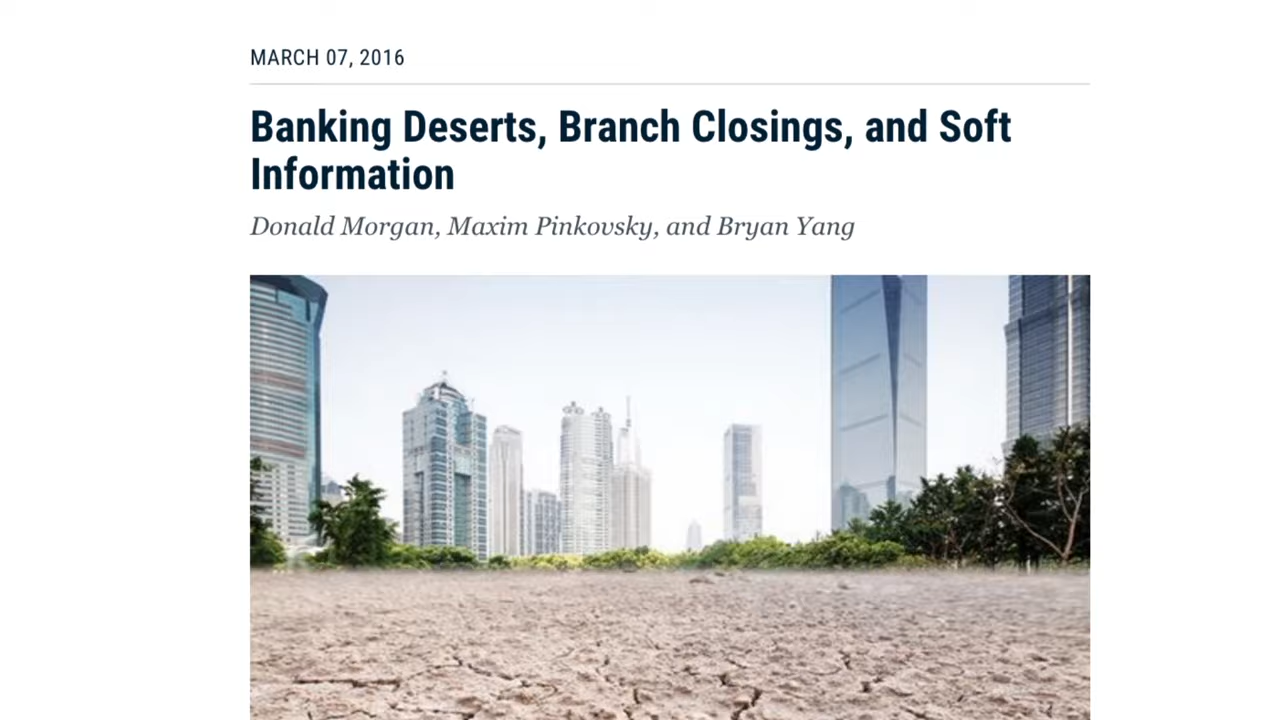 MARCH 07, 2016
Banking Deserts, Branch Closings, and Soft
Information
Donald Morgan, Maxim Pinkovsky, and Bryan Yang